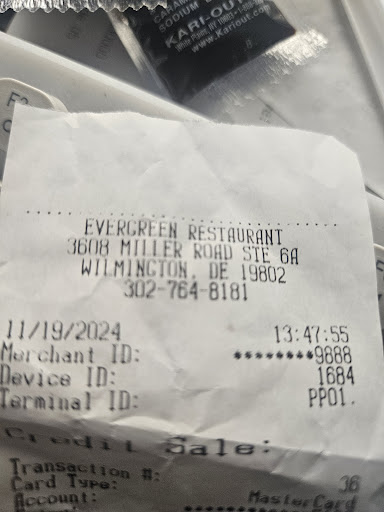 SODIUM
KARI-OUT
www.Kariout.com
EVERGREEN RESTAURANT
3608 MILLER ROAD STE 6A
WILMINGTON, DE 19802
302-764-8181
11/19/2024 13:47:55
Merchant ID: ********9888
Device ID: 1684
Terminal ID: PP01.
Credit Sale:
Transaction #: 36
Card Type: MasterCard
Account: